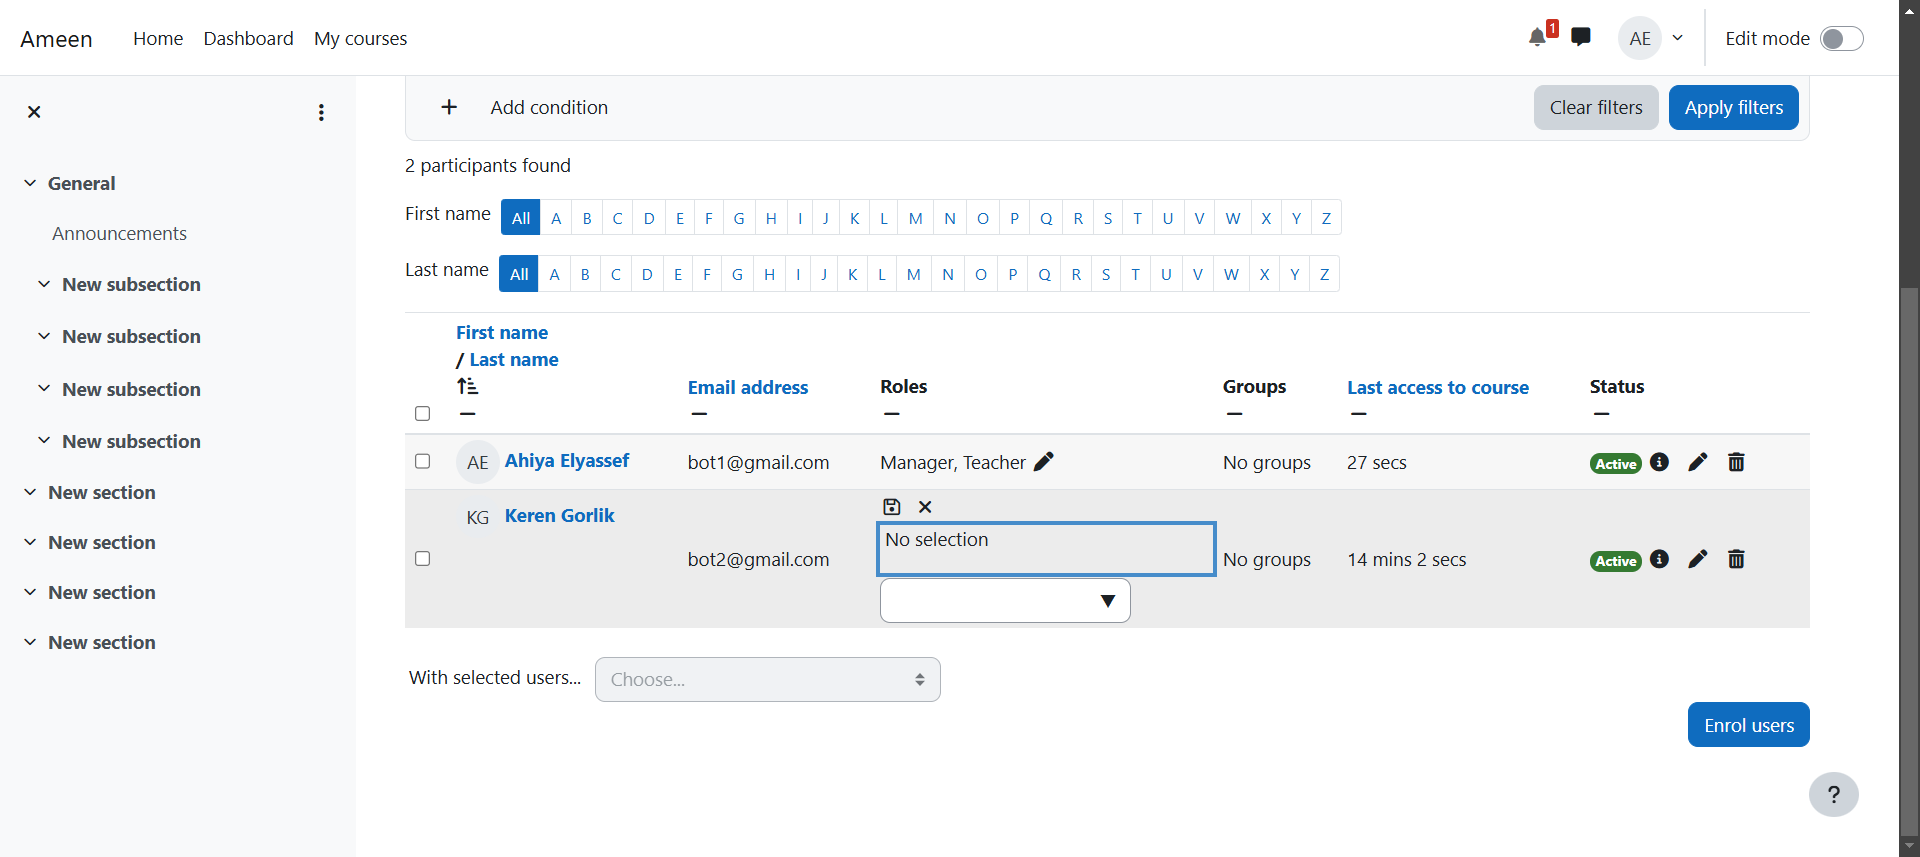 Ameen Home Dashboard My courses 1 AE Edit mode
General
Announcements
New subsection
New subsection
New subsection
New subsection
New section
New section
New section
New section
Add condition Clear filters Apply filters
2 participants found
First name All A B C D E F G H I J K L M N O P Q R S T U V W X Y Z
Last name All A B C D E F G H I J K L M N O P Q R S T U V W X Y Z
First name
/ Last name
Email address Roles Groups Last access to course Status
AE Ahiya Elyassef bot1@gmail.com Manager, Teacher No groups 27 secs Active
KG Keren Gorlik bot2@gmail.com No selection No groups 14 mins 2 secs Active
With selected users... Choose...
Enrol users
?